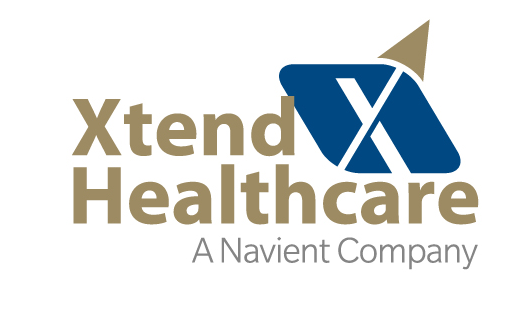 Xtend X
Healthcare
A Navient Company